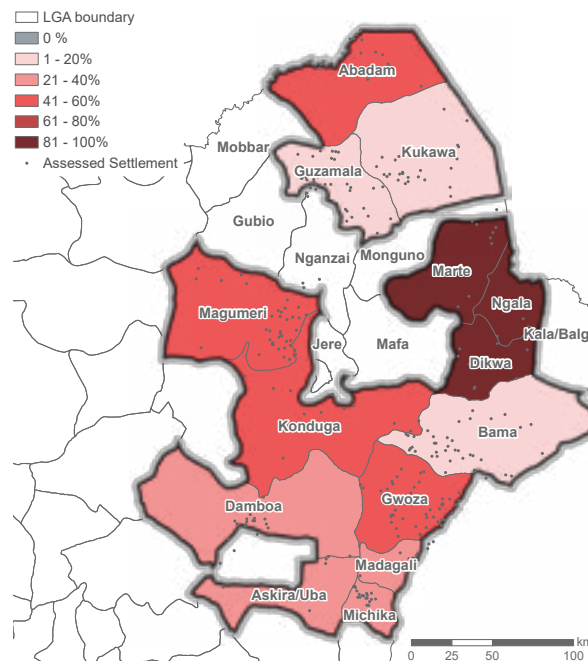 LGA boundary
0 %
1 - 20%
21 - 40%
41 - 60%
61 - 80%
81 - 100%
Assessed Settlement
Abadam
Mobbar
Kukawa
Guzamala
Gubio
Nganzai
Monguno
Marte
Magumeri
Ngala
Jere
Mafa
Kala/Balg
Dikwa
Konduga
Bama
Damboa
Gwoza
Madagali
Askira/Uba
Michika
km
0 25 50 100